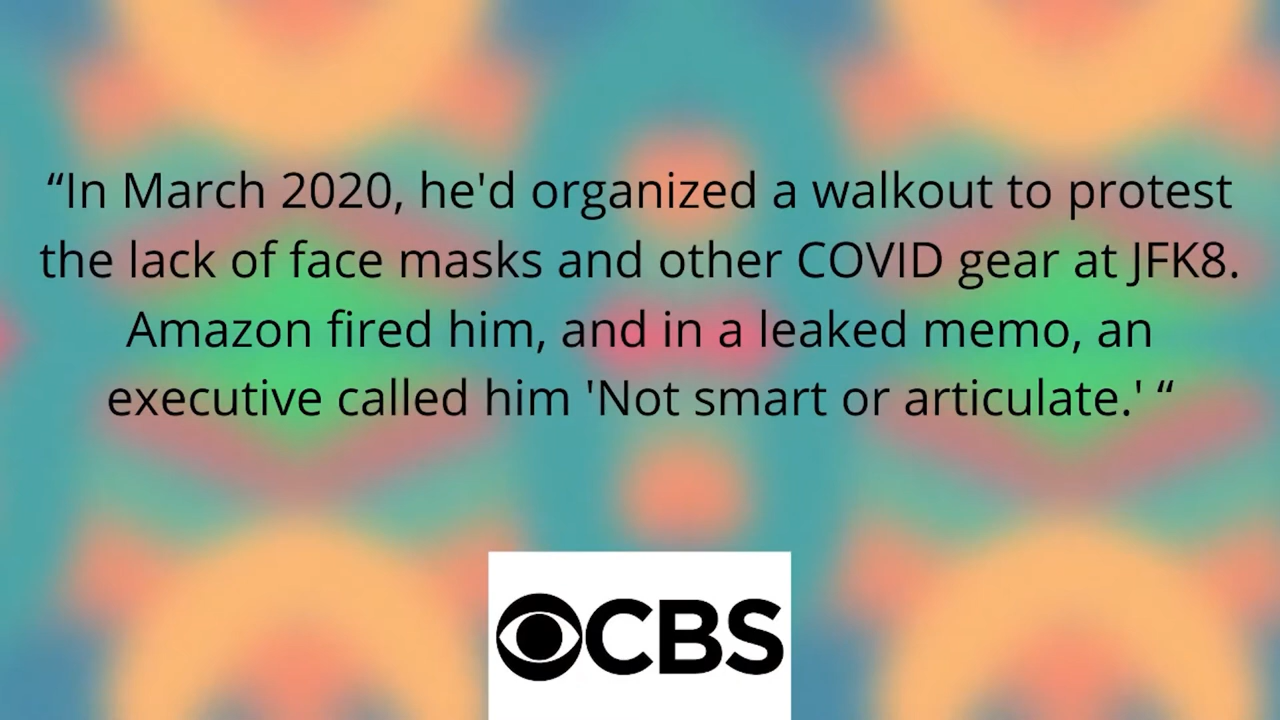 “In March 2020, he'd organized a walkout to protest
the lack of face masks and other COVID gear at JFK8.
Amazon fired him, and in a leaked memo, an
executive called him 'Not smart or articulate.' “
CBS